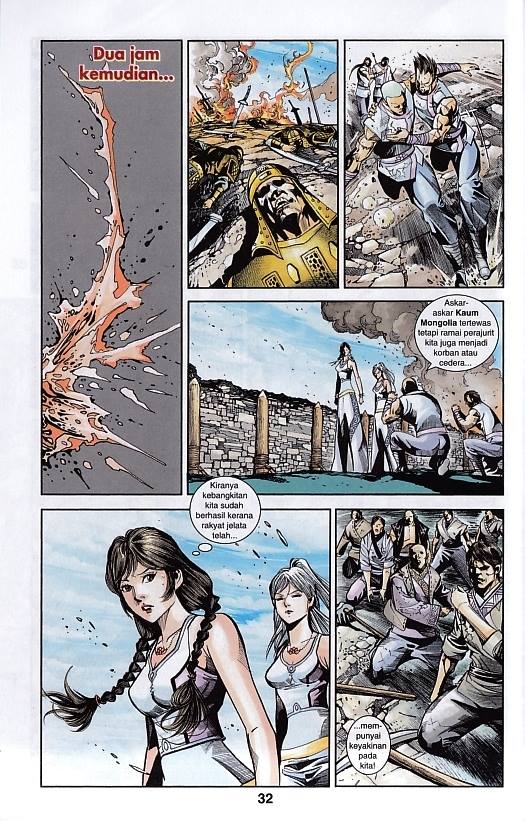 Dua jam
kemudian...
Askar-
askar Kaum
Mongolia tertewas
tetapi ramai perajurit
kita juga menjadi
korban atau
cedera...
Kiranya
kebangkitan
kita sudah
berhasil kerana
rakyat jelata
telah...
...mem-
punyai
keyakinan
pada
kita!
32